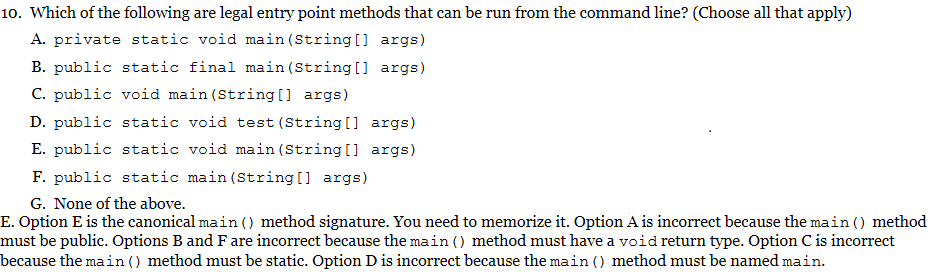 10. Which of the following are legal entry point methods that can be run from the command line? (Choose all that apply)
A. private static void main(String[] args)
B. public static final main(String[] args)
C. public void main(String[] args)
D. public static void test(String[] args)
E. public static void main(String[] args)
F. public static main(String[] args)
G. None of the above.
E. Option E is the canonical main() method signature. You need to memorize it. Option A is incorrect because the main() method
must be public. Options B and F are incorrect because the main() method must have a void return type. Option C is incorrect
because the main() method must be static. Option D is incorrect because the main() method must be named main.